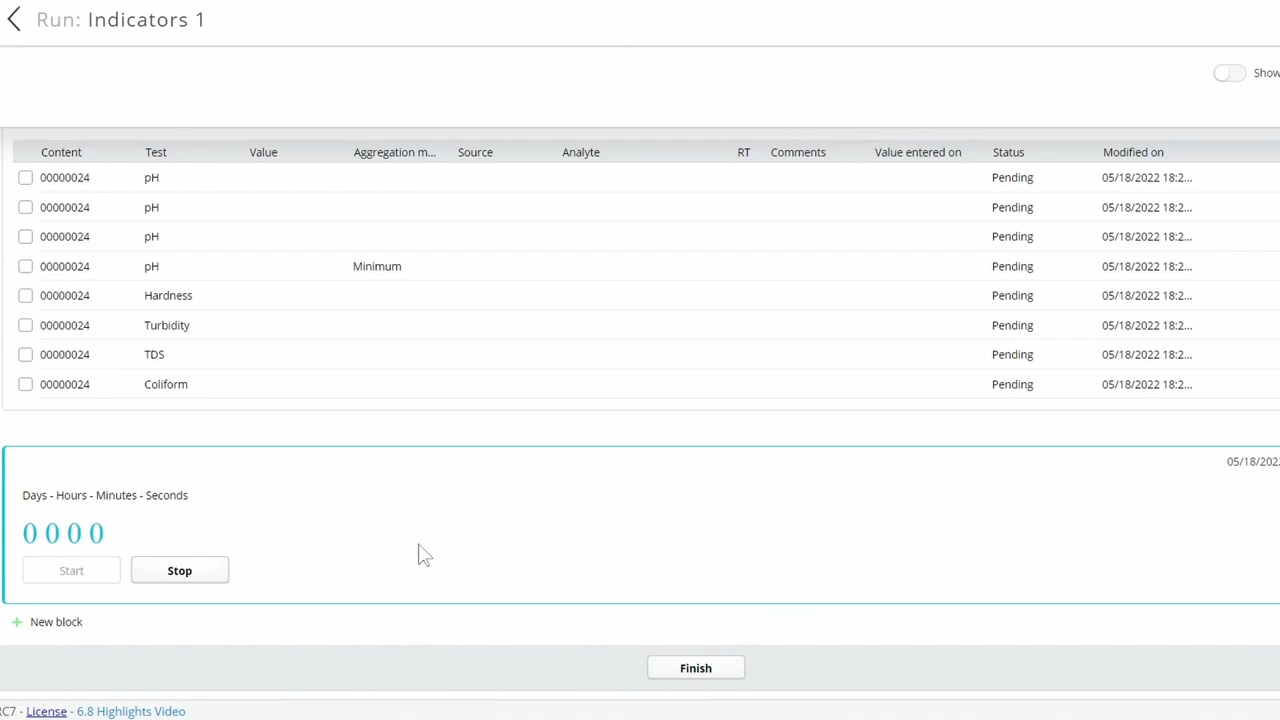 Run: Indicators 1
Show
Content Test Value Aggregation m... Source Analyte RT Comments Value entered on Status Modified on
00000024 pH Pending 05/18/2022 18:2...
00000024 pH Pending 05/18/2022 18:2...
00000024 pH Pending 05/18/2022 18:2...
00000024 pH Minimum Pending 05/18/2022 18:2...
00000024 Hardness Pending 05/18/2022 18:2...
00000024 Turbidity Pending 05/18/2022 18:2...
00000024 TDS Pending 05/18/2022 18:2...
00000024 Coliform Pending 05/18/2022 18:2...
05/18/202
Days - Hours - Minutes - Seconds
0 0 0 0
Start Stop
+ New block
Finish
RC7 - License - 6.8 Highlights Video